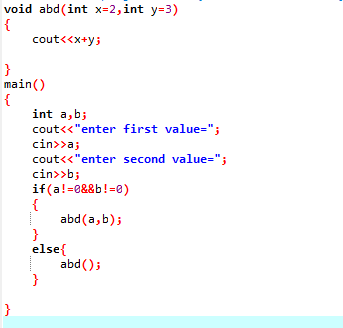 void abd(int x=2,int y=3)
{
cout<<x+y;
}
main()
{
int a,b;
cout<<"enter first value=";
cin>>a;
cout<<"enter second value=";
cin>>b;
if(a!=0&&b!=0)
{
abd(a,b);
}
else{
abd();
}
}